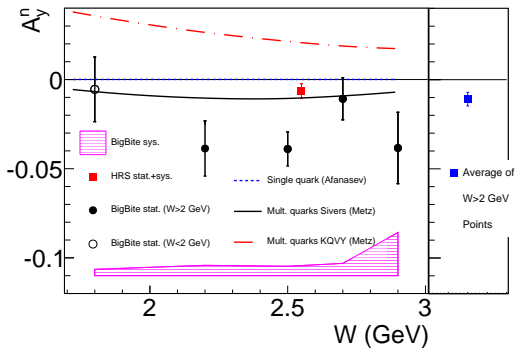 A_y^n
0
-0.05
-0.1
BigBite sys.
HRS stat.+sys.
BigBite stat. (W>2 GeV)
BigBite stat. (W<2 GeV)
Single quark (Afanasev)
Mult. quarks Sivers (Metz)
Mult. quarks KQVY (Metz)
Average of
W>2 GeV
Points
2
2.5
3
W (GeV)